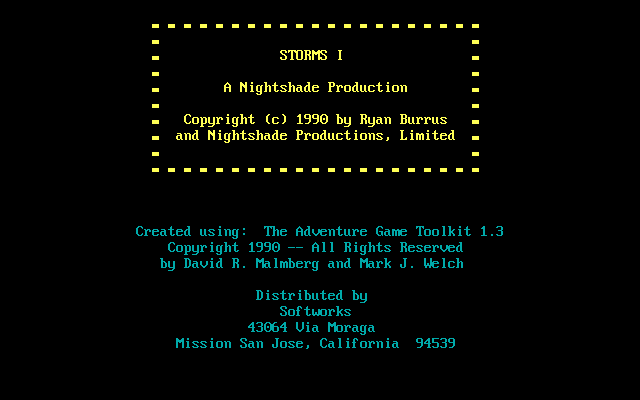 STORMS I
A Nightshade Production
Copyright (c) 1990 by Ryan Burrus
and Nightshade Productions, Limited
Created using:  The Adventure Game Toolkit 1.3
Copyright 1990 -- All Rights Reserved
by David R. Malmberg and Mark J. Welch
Distributed by
Softworks
43064 Via Moraga
Mission San Jose, California  94539